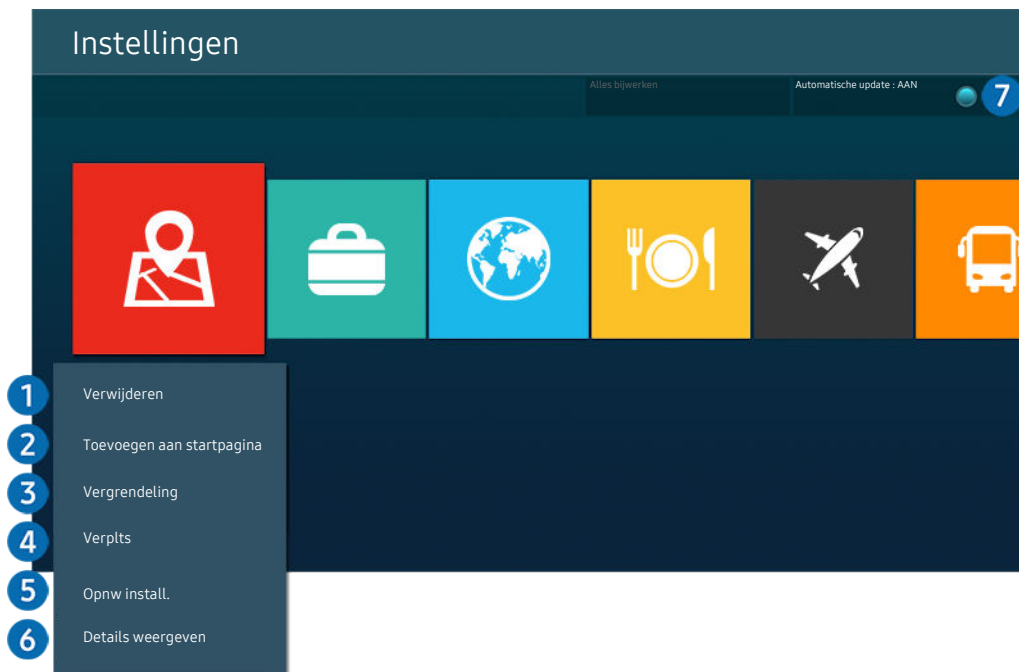 Instellingen
Alles bijwerken
Automatische update : AAN
7
1 Verwijderen
2 Toevoegen aan startpagina
3 Vergrendeling
4 Verplts
5 Opnw install.
6 Details weergeven